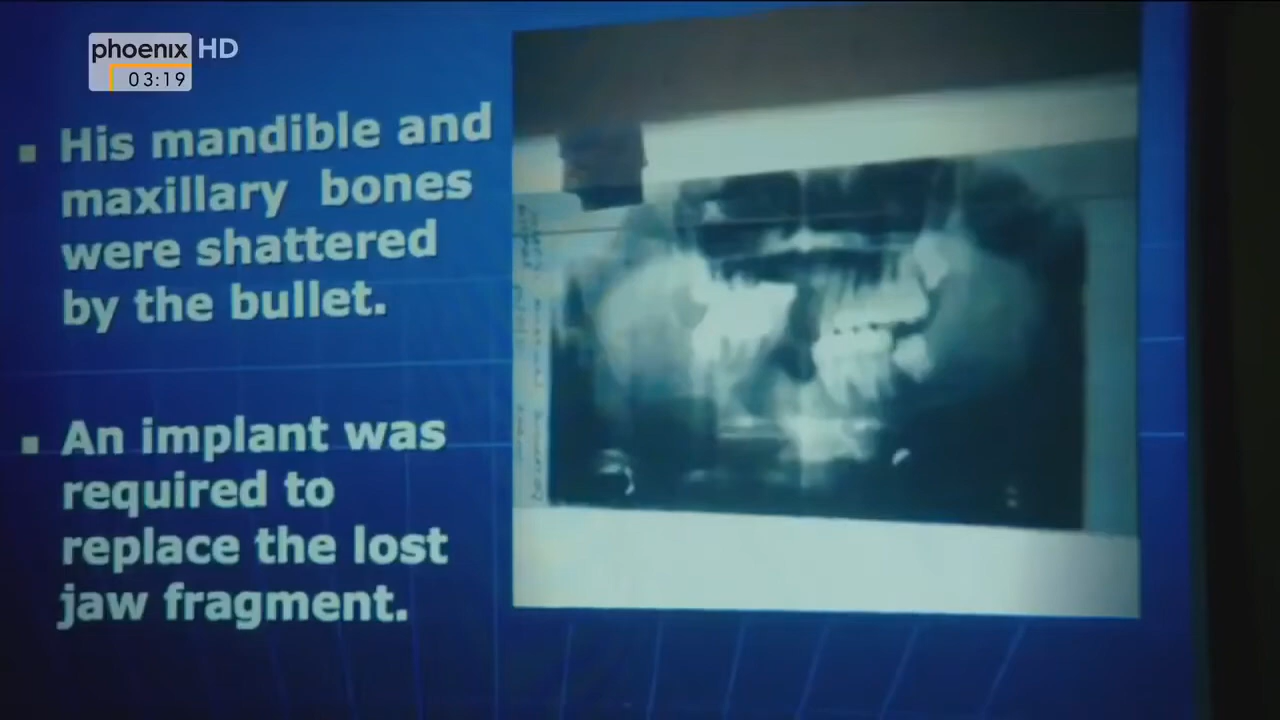 phoenix HD
03:19
His mandible and
maxillary bones
were shattered
by the bullet.
An implant was
required to
replace the lost
jaw fragment.